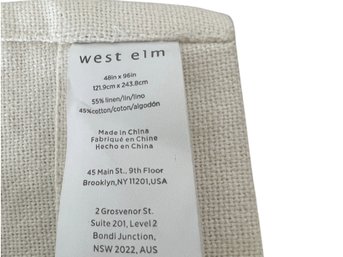 west elm
48in x 96in
121.9cm x 243.8cm
55% linen/lin/lino
45%cotton/coton/algodón
Made in China
Fabriqué en Chine
Hecho en China
45 Main St., 9th Floor
Brooklyn,NY 11201,USA
2 Grosvenor St.
Suite 201, Level 2
Bondi Junction,
NSW 2022, AUS